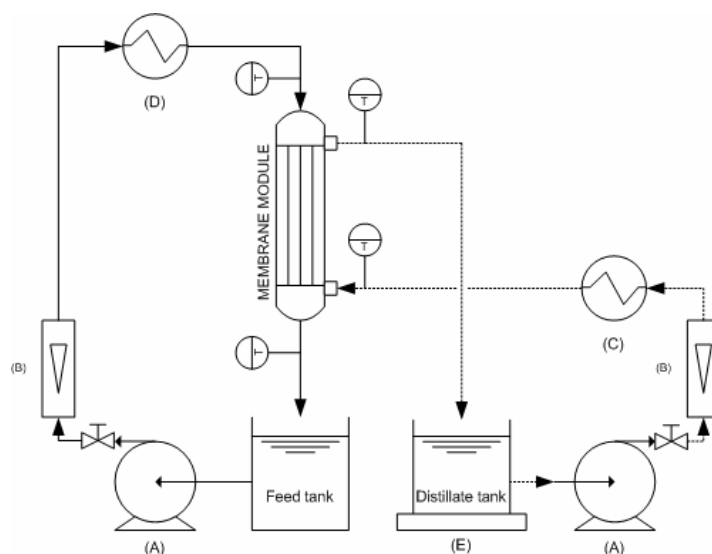 (D)
T
T
MEMBRANE MODULE
T
(C)
T
(B)
(B)
Feed tank
Distillate tank
(A)
(E)
(A)